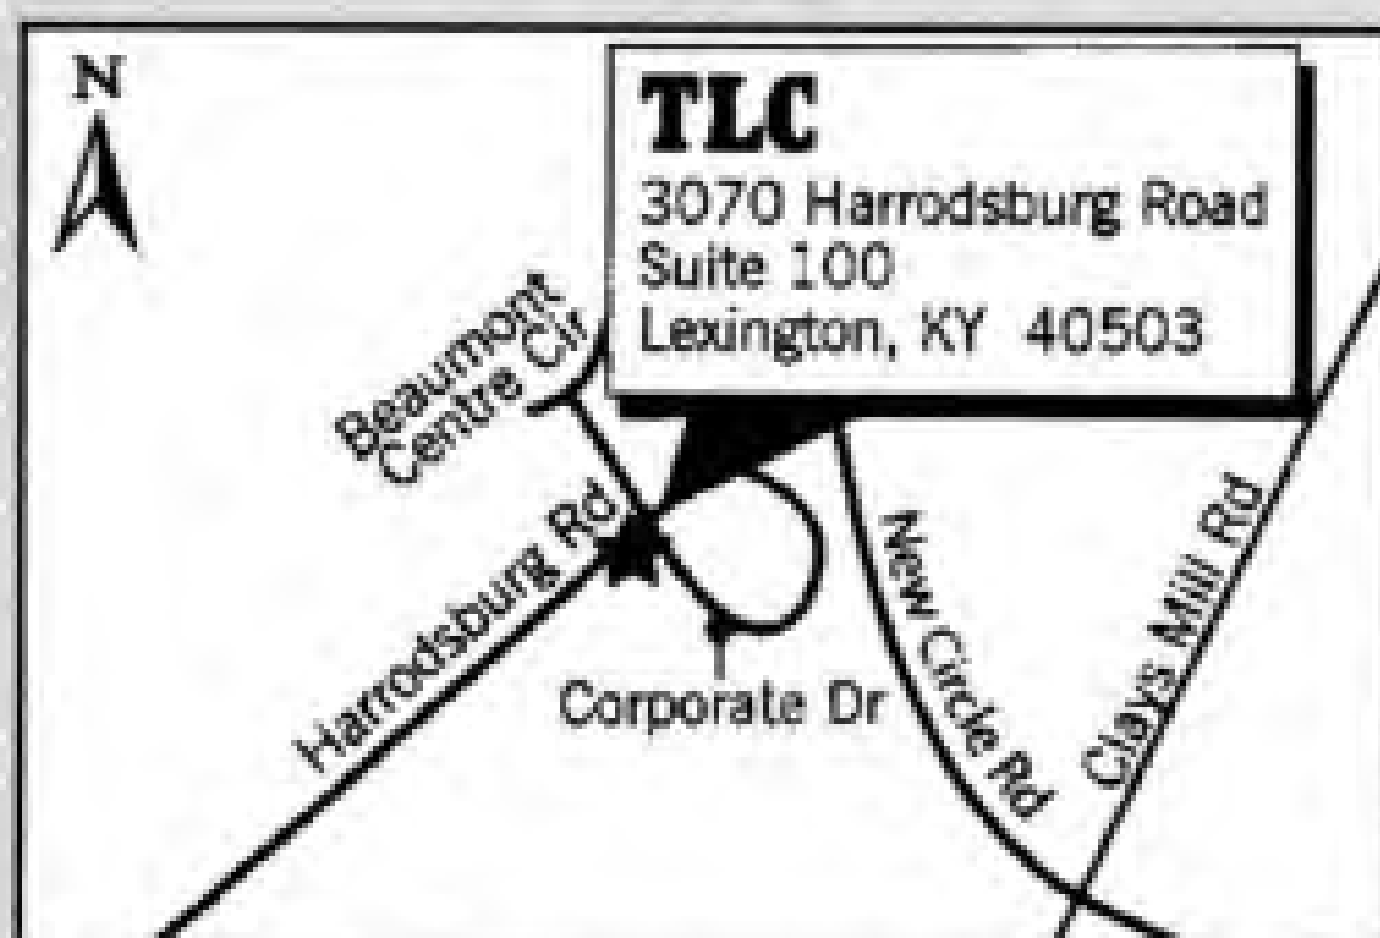 N
TLC
3070 Harrodsburg Road
Suite 100
Lexington, KY 40503
Beaumont
Centre Cir
Harrodsburg Rd
Corporate Dr
New Circle Rd
Clays Mill Rd